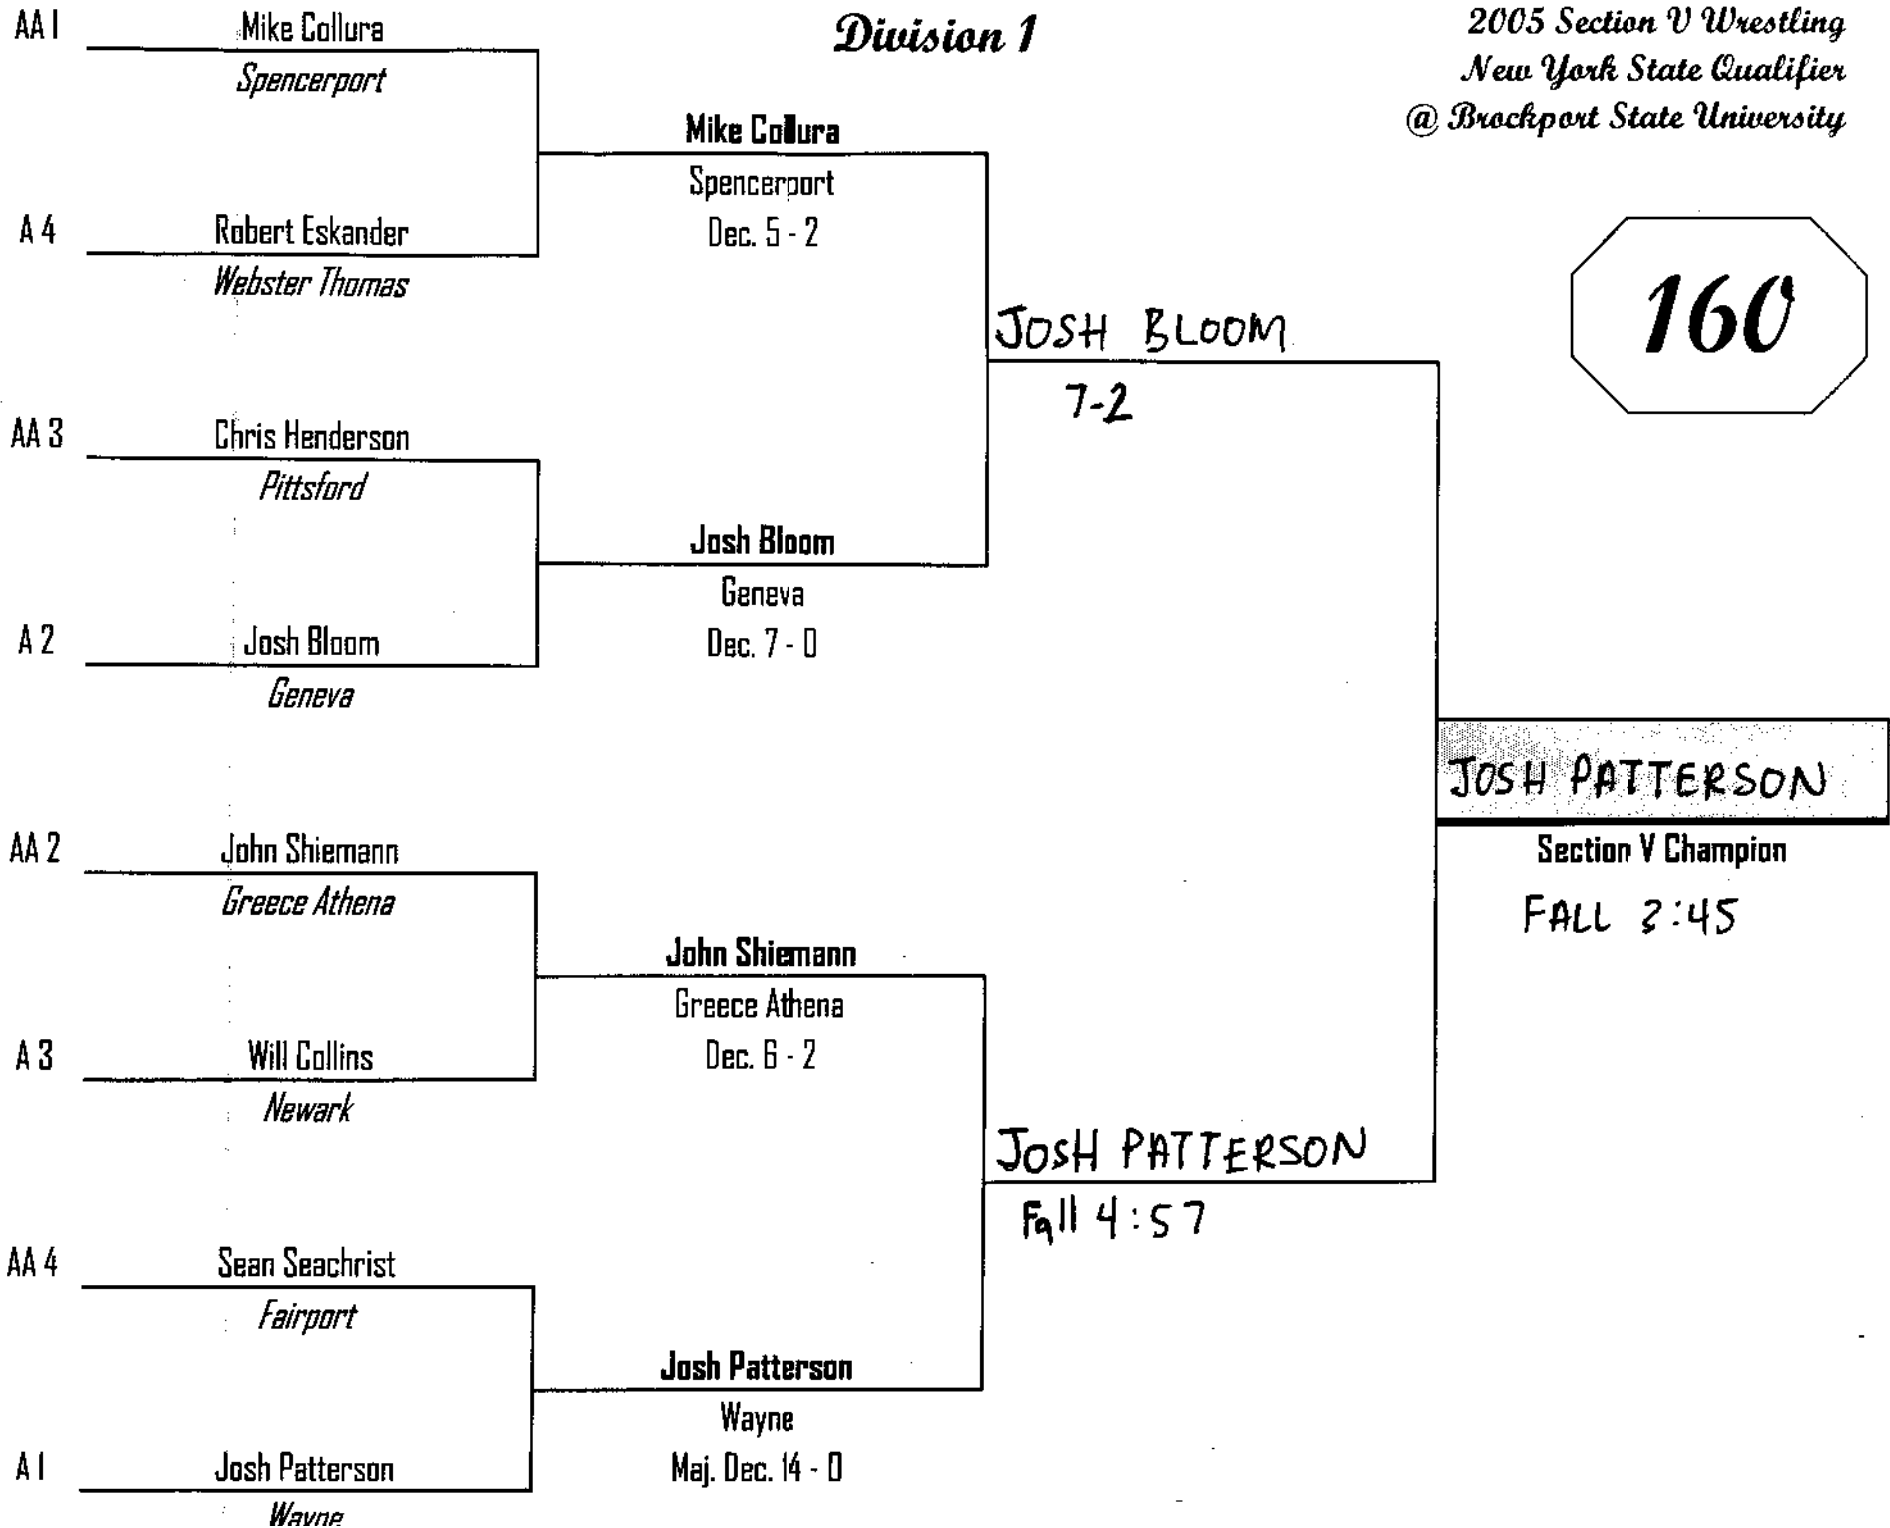 Division 1
2005 Section V Wrestling
New York State Qualifier
@ Brockport State University
160
AA 1
Mike Collura
Spencerport
A 4
Robert Eskander
Webster Thomas
AA 3
Chris Henderson
Pittsford
A 2
Josh Bloom
Geneva
AA 2
John Shiemann
Greece Athena
A 3
Will Collins
Newark
AA 4
Sean Seachrist
Fairport
A 1
Josh Patterson
Wayne
Mike Collura
Spencerport
Dec. 5 - 2
Josh Bloom
Geneva
Dec. 7 - 0
John Shiemann
Greece Athena
Dec. 6 - 2
Josh Patterson
Wayne
Maj. Dec. 14 - 0
JOSH BLOOM
7-2
JOSH PATTERSON
Fall 4:57
JOSH PATTERSON
Section V Champion
FALL